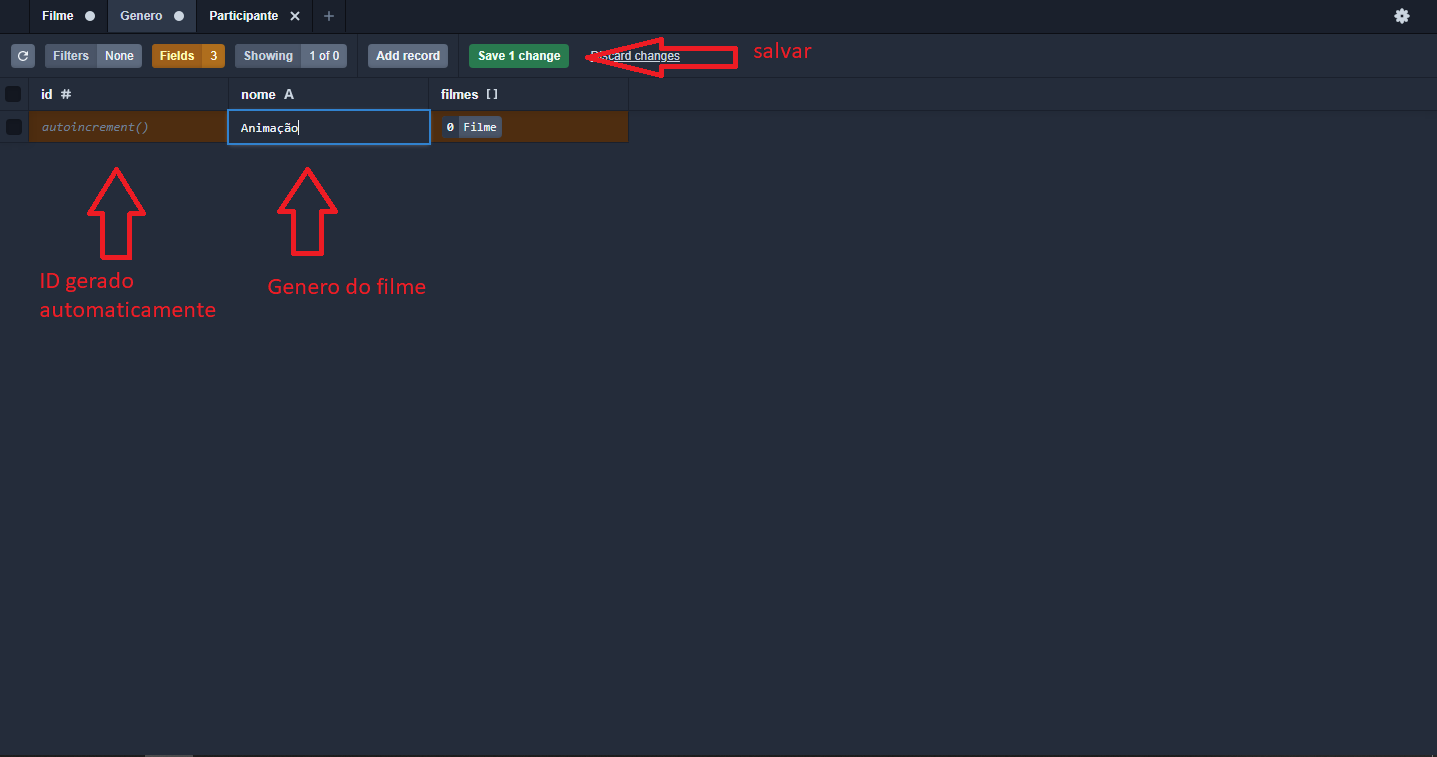 Filme Genero Participante
Filters None Fields 3 Showing 1 of 0 Add record Save 1 change Discard changes salvar
id # nome A filmes []
autoincrement() Animação 0 Filme
ID gerado
automaticamente
Genero do filme